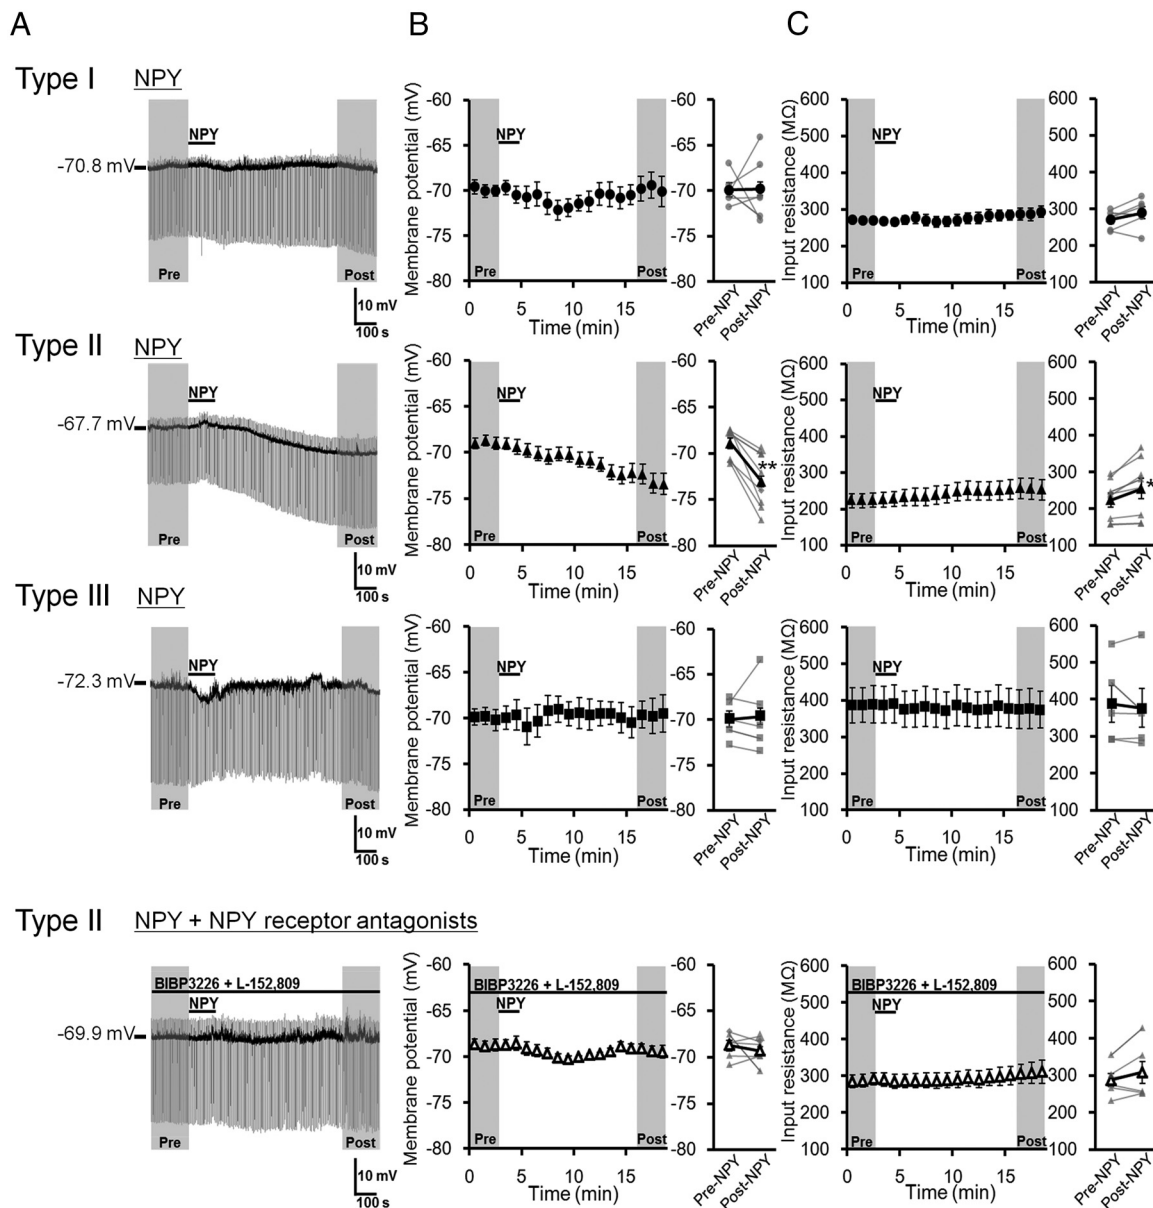 A B C
Type I NPY
-70.8 mV
NPY
Pre Post
10 mV
100 s
Membrane potential (mV)
-60
-65
-70
-75
-80
NPY
Pre Post
0 5 10 15
Time (min)
-60
-65
-70
-75
-80
Pre-NPY Post-NPY
Input resistance (MΩ)
600
500
400
300
200
100
NPY
Pre Post
0 5 10 15
Time (min)
600
500
400
300
200
100
Pre-NPY Post-NPY
Type II NPY
-67.7 mV
NPY
Pre Post
10 mV
100 s
Membrane potential (mV)
-60
-65
-70
-75
-80
NPY
Pre Post
0 5 10 15
Time (min)
-60
-65
-70
-75
-80
**
Pre-NPY Post-NPY
Input resistance (MΩ)
600
500
400
300
200
100
NPY
Pre Post
0 5 10 15
Time (min)
600
500
400
300
200
100
*
Pre-NPY Post-NPY
Type III NPY
-72.3 mV
NPY
Pre Post
10 mV
100 s
Membrane potential (mV)
-60
-65
-70
-75
-80
NPY
Pre Post
0 5 10 15
Time (min)
-60
-65
-70
-75
-80
Pre-NPY Post-NPY
Input resistance (MΩ)
600
500
400
300
200
100
NPY
Pre Post
0 5 10 15
Time (min)
600
500
400
300
200
100
Pre-NPY Post-NPY
Type II NPY + NPY receptor antagonists
BIBP3226 + L-152,809
NPY
-69.9 mV
Pre Post
10 mV
100 s
Membrane potential (mV)
-60
-65
-70
-75
-80
BIBP3226 + L-152,809
NPY
Pre Post
0 5 10 15
Time (min)
-60
-65
-70
-75
-80
Pre-NPY Post-NPY
Input resistance (MΩ)
600
500
400
300
200
100
BIBP3226 + L-152,809
NPY
Pre Post
0 5 10 15
Time (min)
600
500
400
300
200
100
Pre-NPY Post-NPY